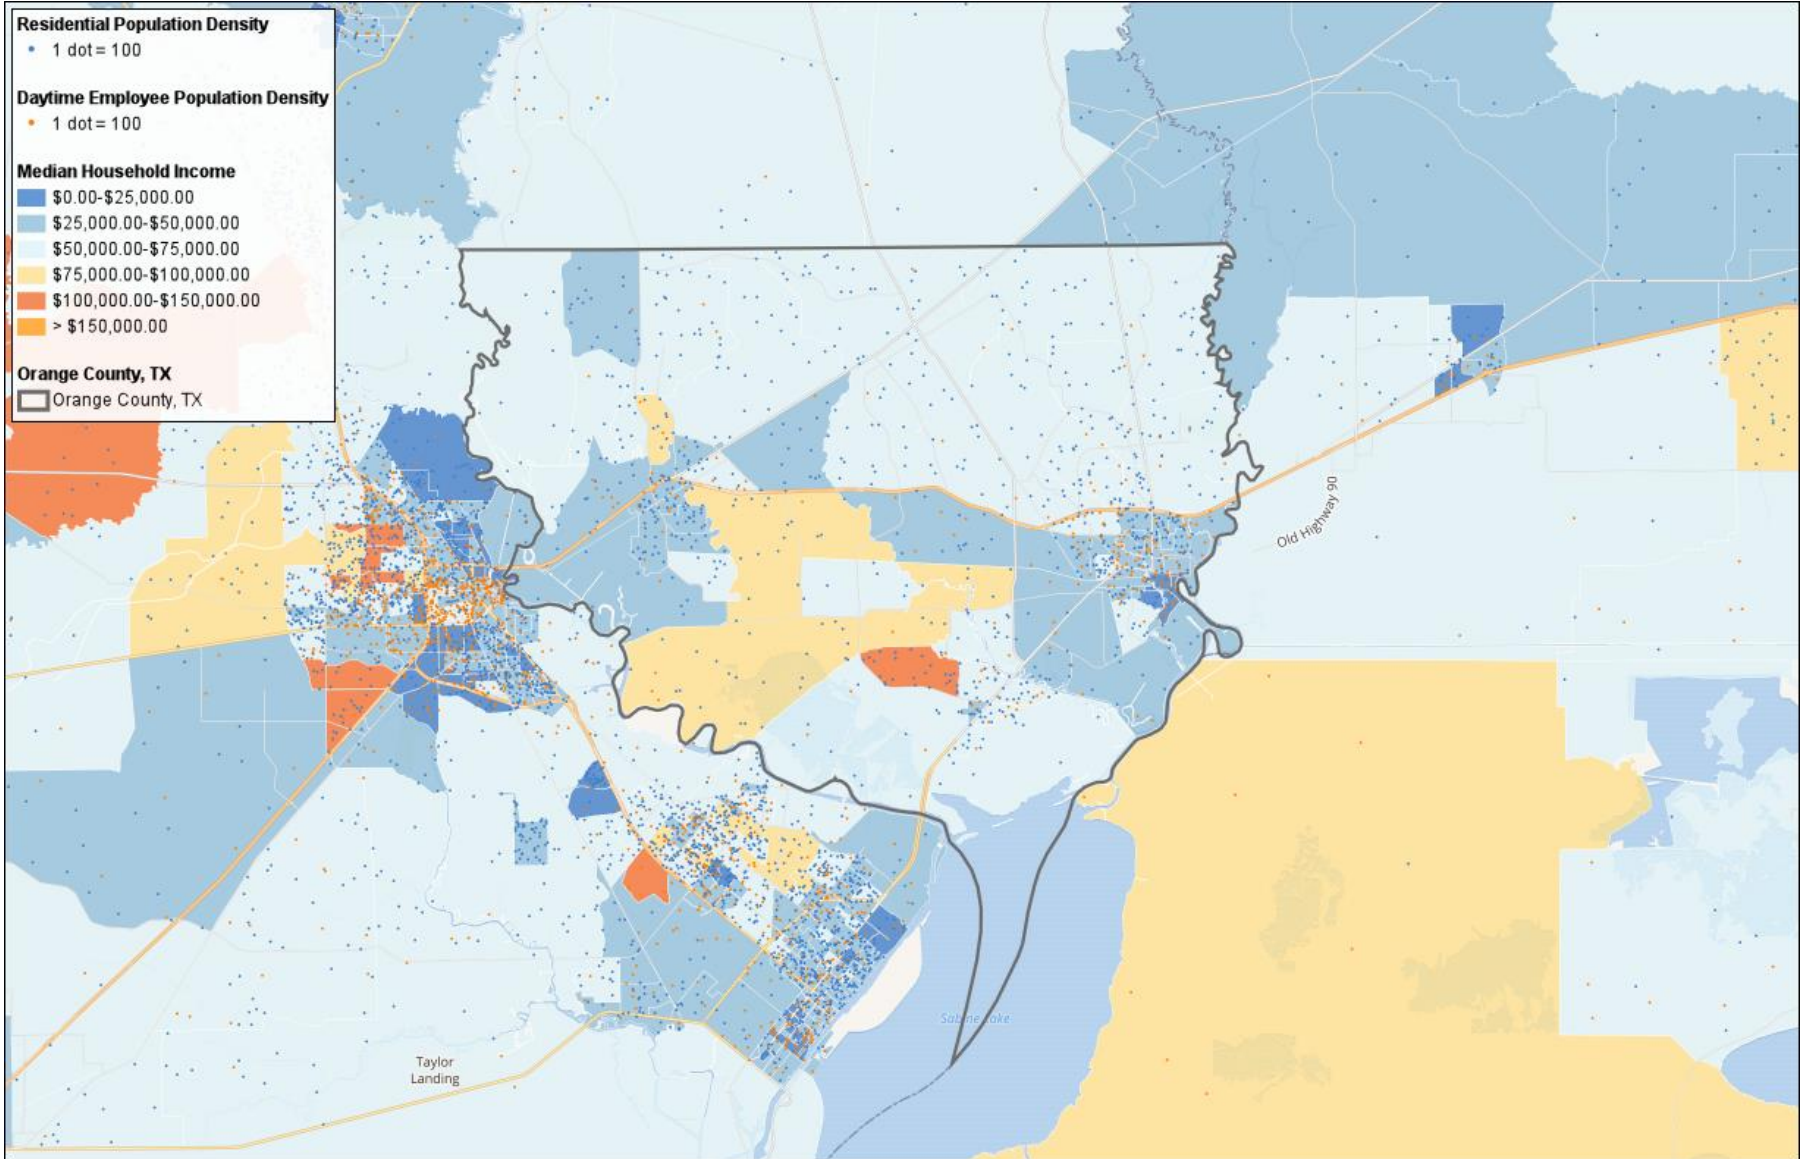 Residential Population Density
1 dot = 100
Daytime Employee Population Density
1 dot = 100
Median Household Income
$0.00-$25,000.00
$25,000.00-$50,000.00
$50,000.00-$75,000.00
$75,000.00-$100,000.00
$100,000.00-$150,000.00
> $150,000.00
Orange County, TX
Orange County, TX
Old Highway 90
Sabine Lake
Taylor
Landing